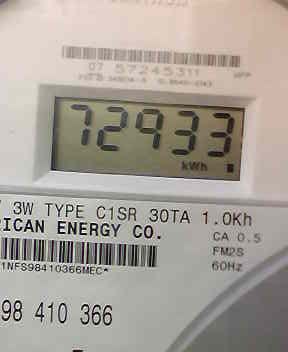 07 57245311
72933
kWh
3W TYPE C1SR 30TA 1.0Kh
RICAN ENERGY CO.
CA 0.5
FM2S
1NFS98410366MEC*
60Hz
98 410 366